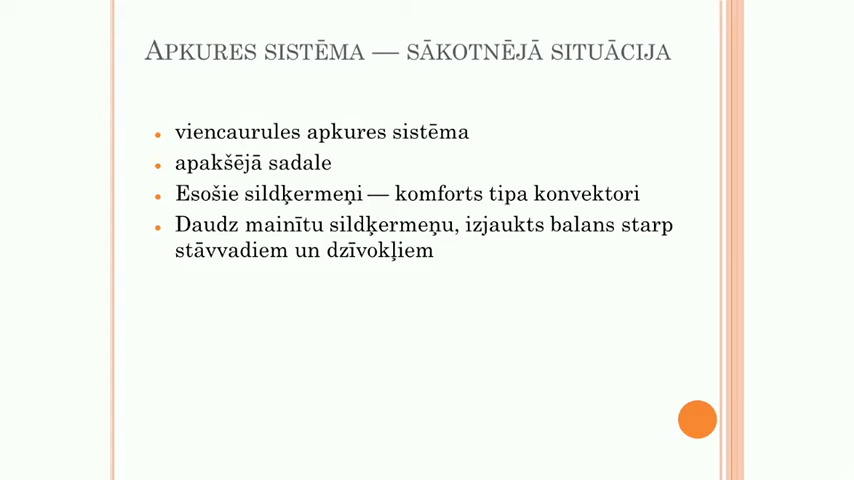 Apkures sistēma — sākotnējā situācija
viencaurules apkures sistēma
apakšējā sadale
Esošie sildķermeņi — komforts tipa konvektori
Daudz mainītu sildķermeņu, izjaukts balans starp
stāvvadiem un dzīvokļiem